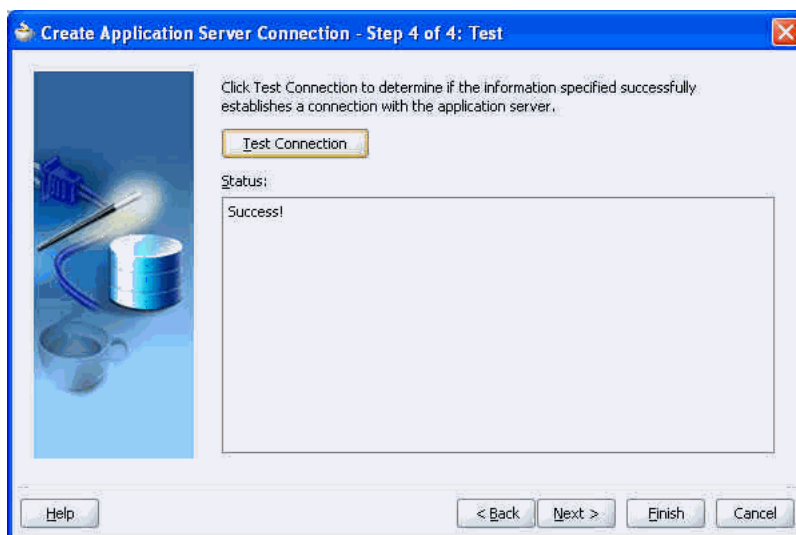 Create Application Server Connection - Step 4 of 4: Test
Click Test Connection to determine if the information specified successfully
establishes a connection with the application server.
Test Connection
Status:
Success!
Help
< Back
Next >
Finish
Cancel